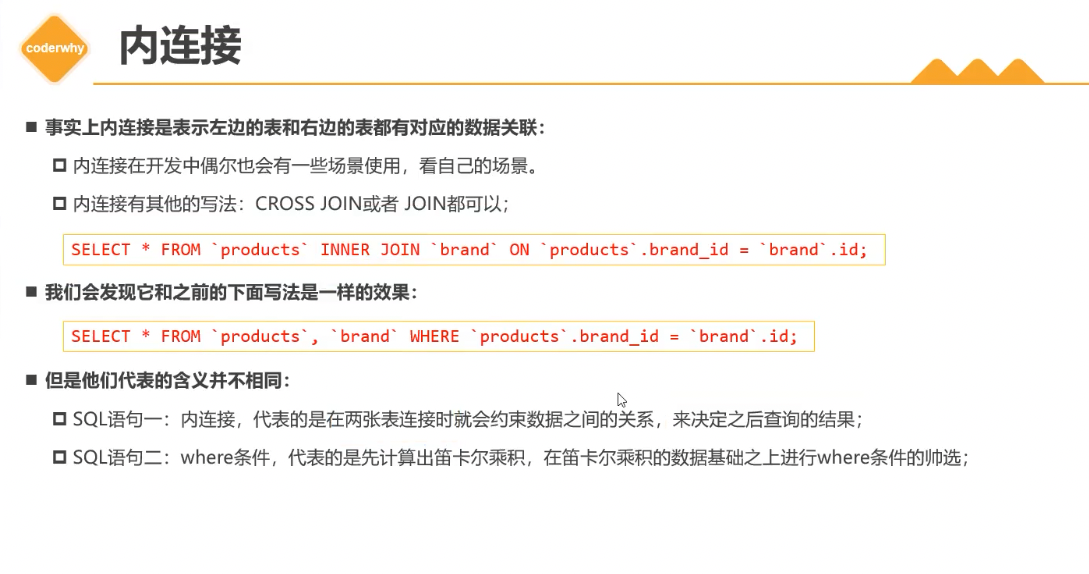 coderwhy
内连接
事实上内连接是表示左边的表和右边的表都有对应的数据关联：
内连接在开发中偶尔也会有一些场景使用，看自己的场景。
内连接有其他的写法：CROSS JOIN或者 JOIN都可以；
SELECT * FROM `products` INNER JOIN `brand` ON `products`.brand_id = `brand`.id;
我们会发现它和之前的下面写法是一样的效果：
SELECT * FROM `products`, `brand` WHERE `products`.brand_id = `brand`.id;
但是他们代表的含义并不相同：
SQL语句一：内连接，代表的是在两张表连接时就会约束数据之间的关系，来决定之后查询的结果；
SQL语句二：where条件，代表的是先计算出笛卡尔乘积，在笛卡尔乘积的数据基础之上进行where条件的帅选；